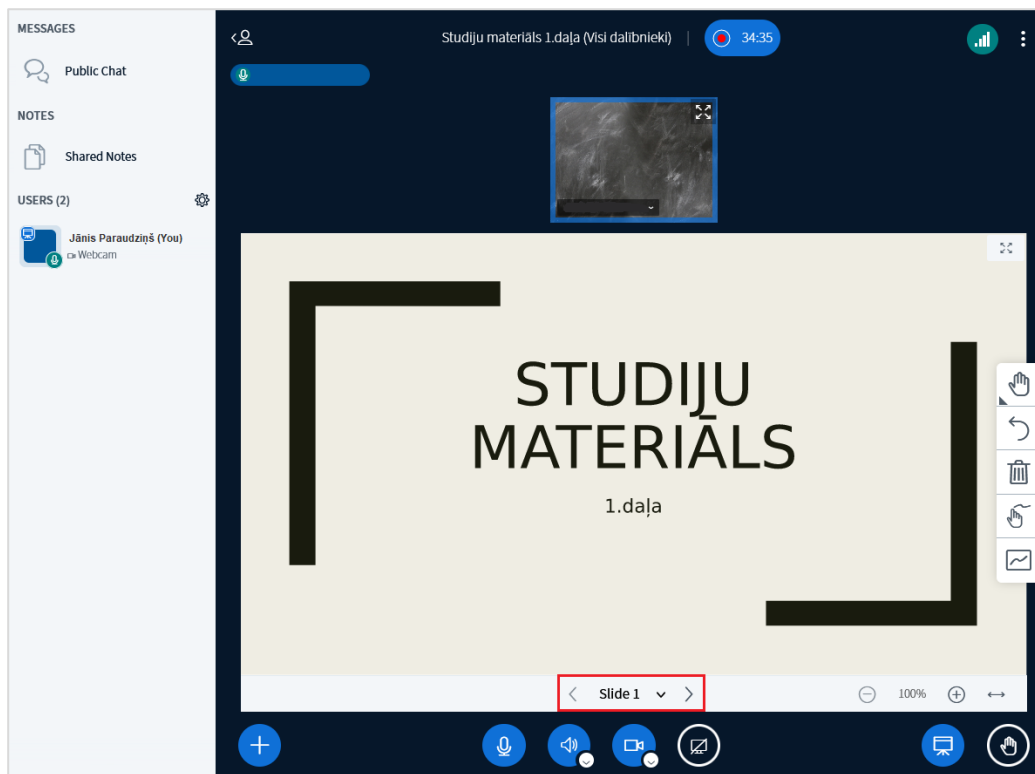 MESSAGES
Public Chat
NOTES
Shared Notes
USERS (2)
Jānis Paraudziņš (You)
Webcam
Studiju materiāls 1.daļa (Visi dalībnieki)
34:35
STUDIJU
MATERIĀLS
1.daļa
Slide 1
100%